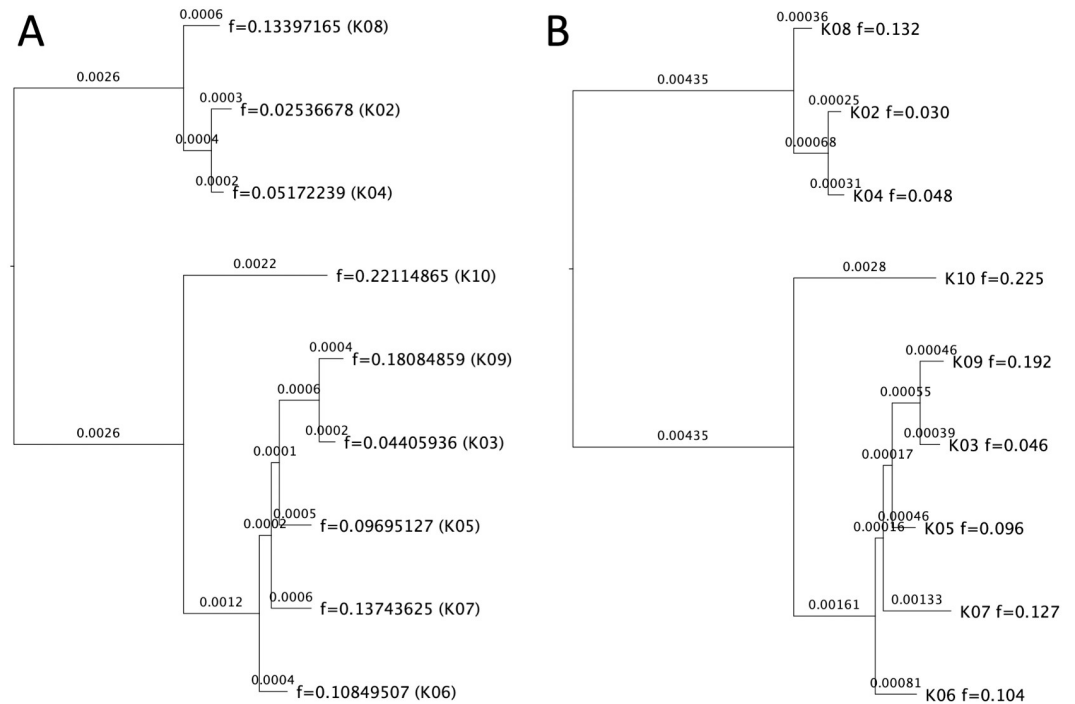 A
0.0006
f=0.13397165 (K08)
0.0026
0.0003
f=0.02536678 (K02)
0.0004
0.0002
f=0.05172239 (K04)
0.0022
f=0.22114865 (K10)
0.0004
f=0.18084859 (K09)
0.0006
0.0026
0.0002
f=0.04405936 (K03)
0.0001
0.0005
f=0.09695127 (K05)
0.0002
0.0012
0.0006
f=0.13743625 (K07)
0.0004
f=0.10849507 (K06)
B
0.00036
K08 f=0.132
0.00435
0.00025
K02 f=0.030
0.00068
0.00031
K04 f=0.048
0.0028
K10 f=0.225
0.00046
K09 f=0.192
0.00055
0.00435
0.00039
K03 f=0.046
0.00017
0.00046
K05 f=0.096
0.00016
0.00161
0.00133
K07 f=0.127
0.00081
K06 f=0.104